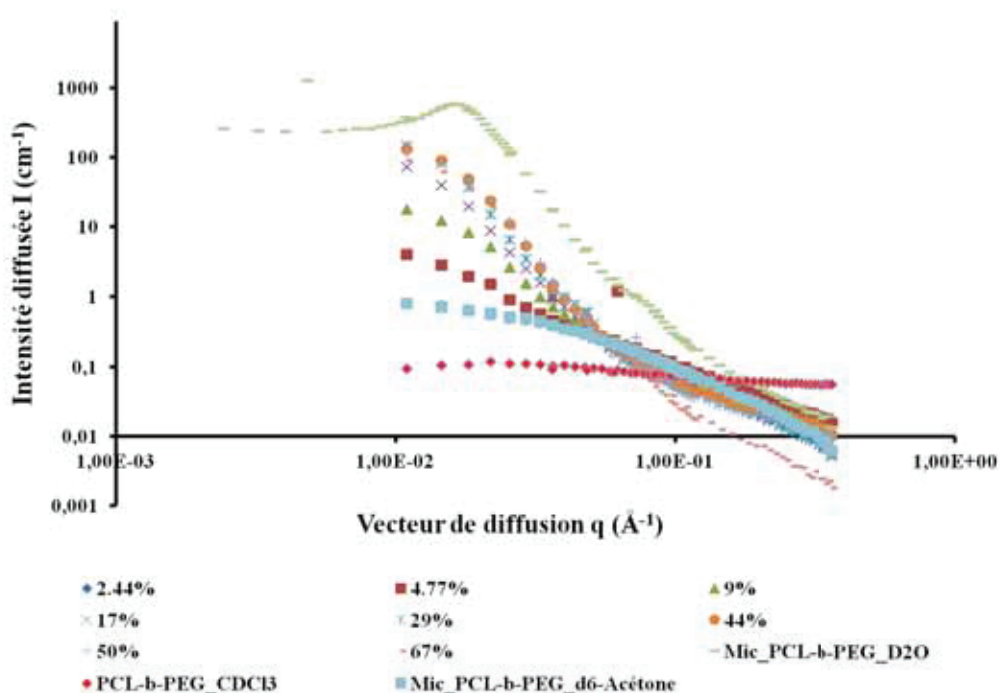 Intensité diffusée I (cm-1)
1000
100
10
1
0,1
0,01
0,001
1,00E-03 1,00E-02 1,00E-01 1,00E+00
Vecteur de diffusion q (Å-1)
2.44% 4.77% 9%
17% 29% 44%
50% 67% Mic_PCL-b-PEG_D2O
PCL-b-PEG_CDCl3 Mic_PCL-b-PEG_d6-Acétone